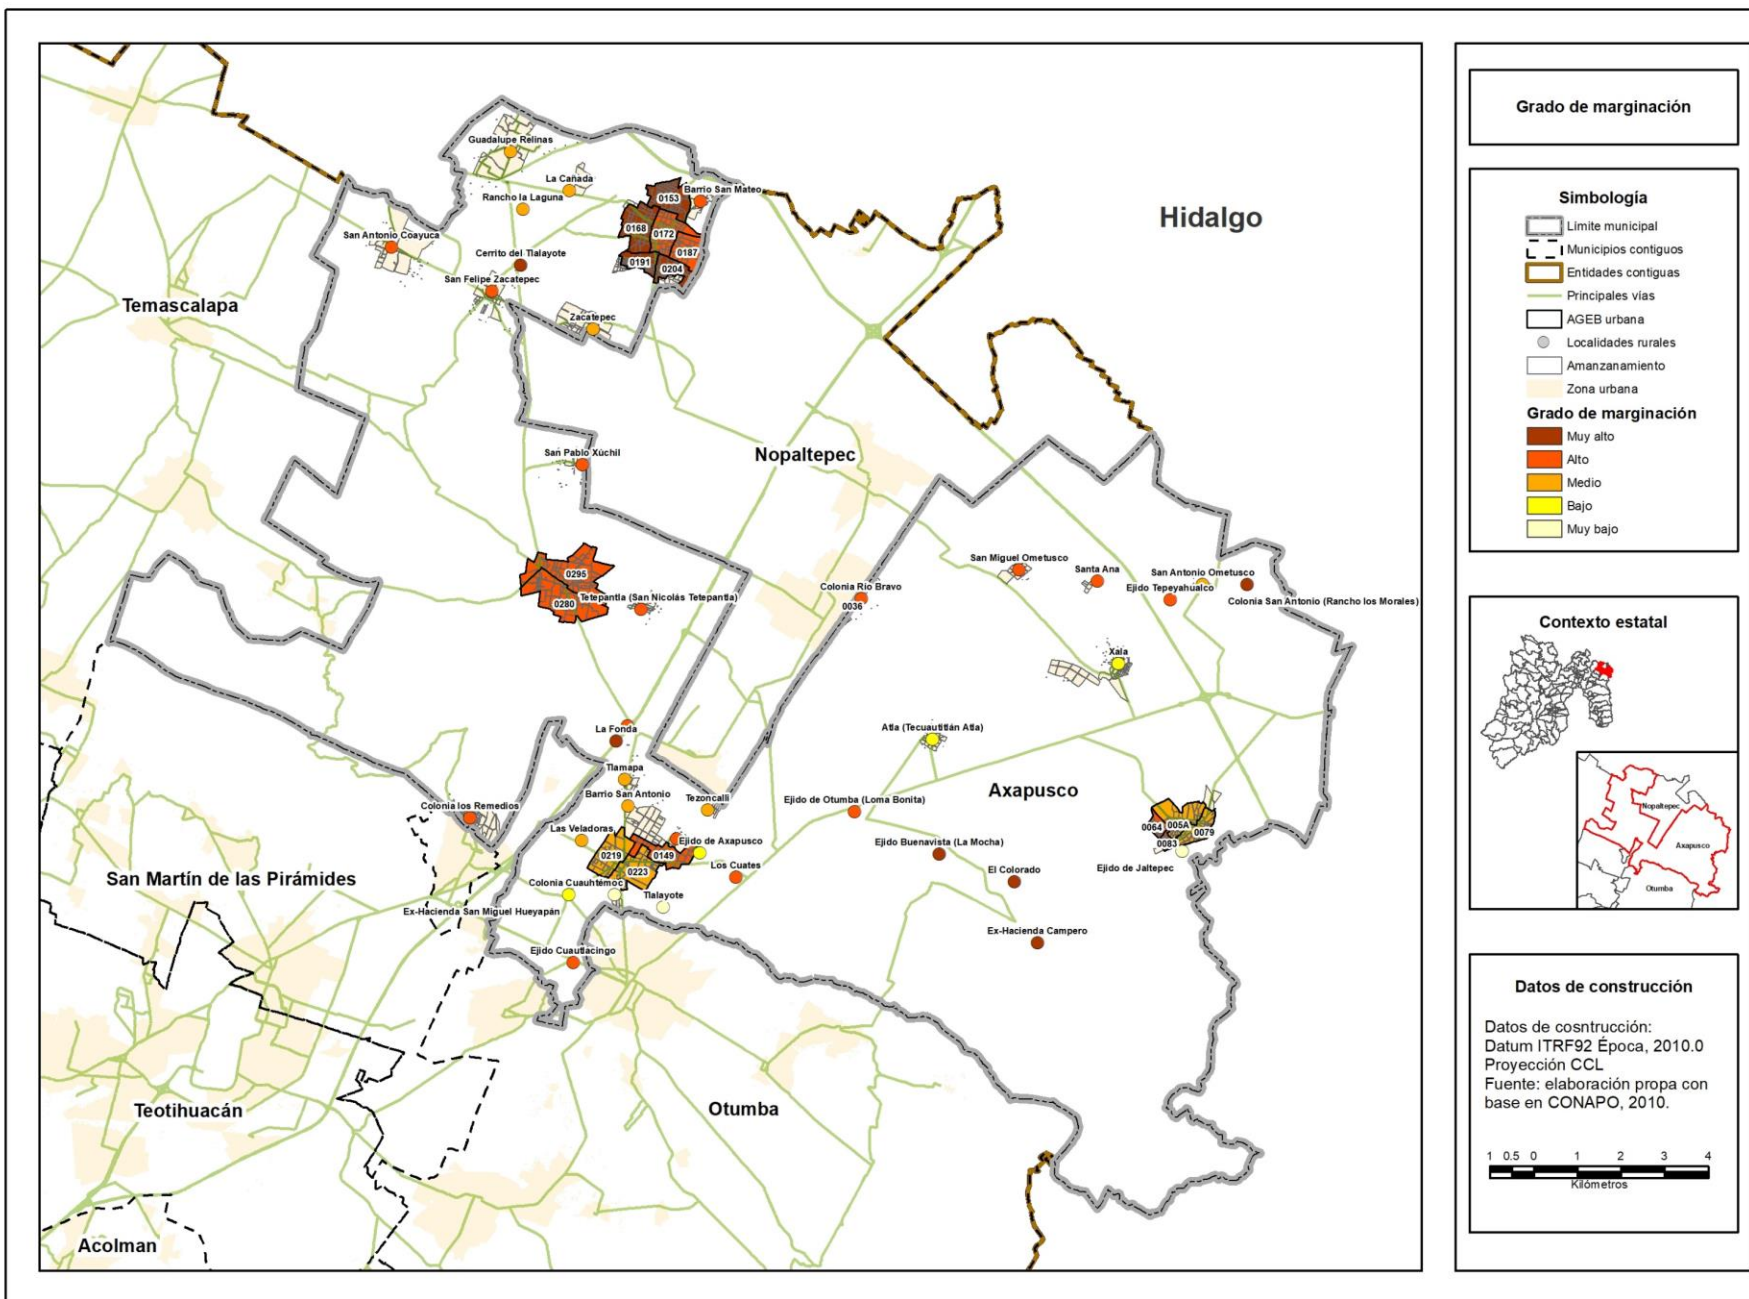 Hidalgo
Guadalupe Relinas
La Cañada
Rancho la Laguna
Barrio San Mateo
0153
0168
0172
0187
0191
0204
San Antonio Coayuca
Cerrito del Tlalayote
San Felipe Zacatepec
Temascalapa
Zacatepec
San Pablo Xúchil
Nopaltepec
0295
0280
Tetepantla (San Nicolás Tetepantla)
Colonia Río Bravo
0036
San Miguel Ometusco
Santa Ana
San Antonio Ometusco
Ejido Tepeyahualco
Colonia San Antonio (Rancho los Morales)
Xala
La Fonda
Atla (Tecuautitlán Atla)
Tlamapa
Barrio San Antonio
Tezoncalli
Colonia los Remedios
Ejido de Otumba (Loma Bonita)
Axapusco
Las Veladoras
0219
0149
0223
Ejido de Axapusco
Ejido Buenavista (La Mocha)
0064
005A
0079
0083
Ejido de Jaltepec
Los Cuates
El Colorado
San Martín de las Pirámides
Colonia Cuauhtémoc
Tlalayote
Ex-Hacienda San Miguel Hueyapán
Ex-Hacienda Campero
Ejido Cuautlacingo
Teotihuacán
Otumba
Acolman
Grado de marginación
Simbología
Límite municipal
Municipios contiguos
Entidades contiguas
Principales vías
AGEB urbana
Localidades rurales
Amanzanamiento
Zona urbana
Grado de marginación
Muy alto
Alto
Medio
Bajo
Muy bajo
Contexto estatal
Nopaltepec
Axapusco
Otumba
Datos de construcción
Datos de cosntrucción:
Datum ITRF92 Época, 2010.0
Proyección CCL
Fuente: elaboración propa con
base en CONAPO, 2010.
1 0.5 0 1 2 3 4
Kilómetros